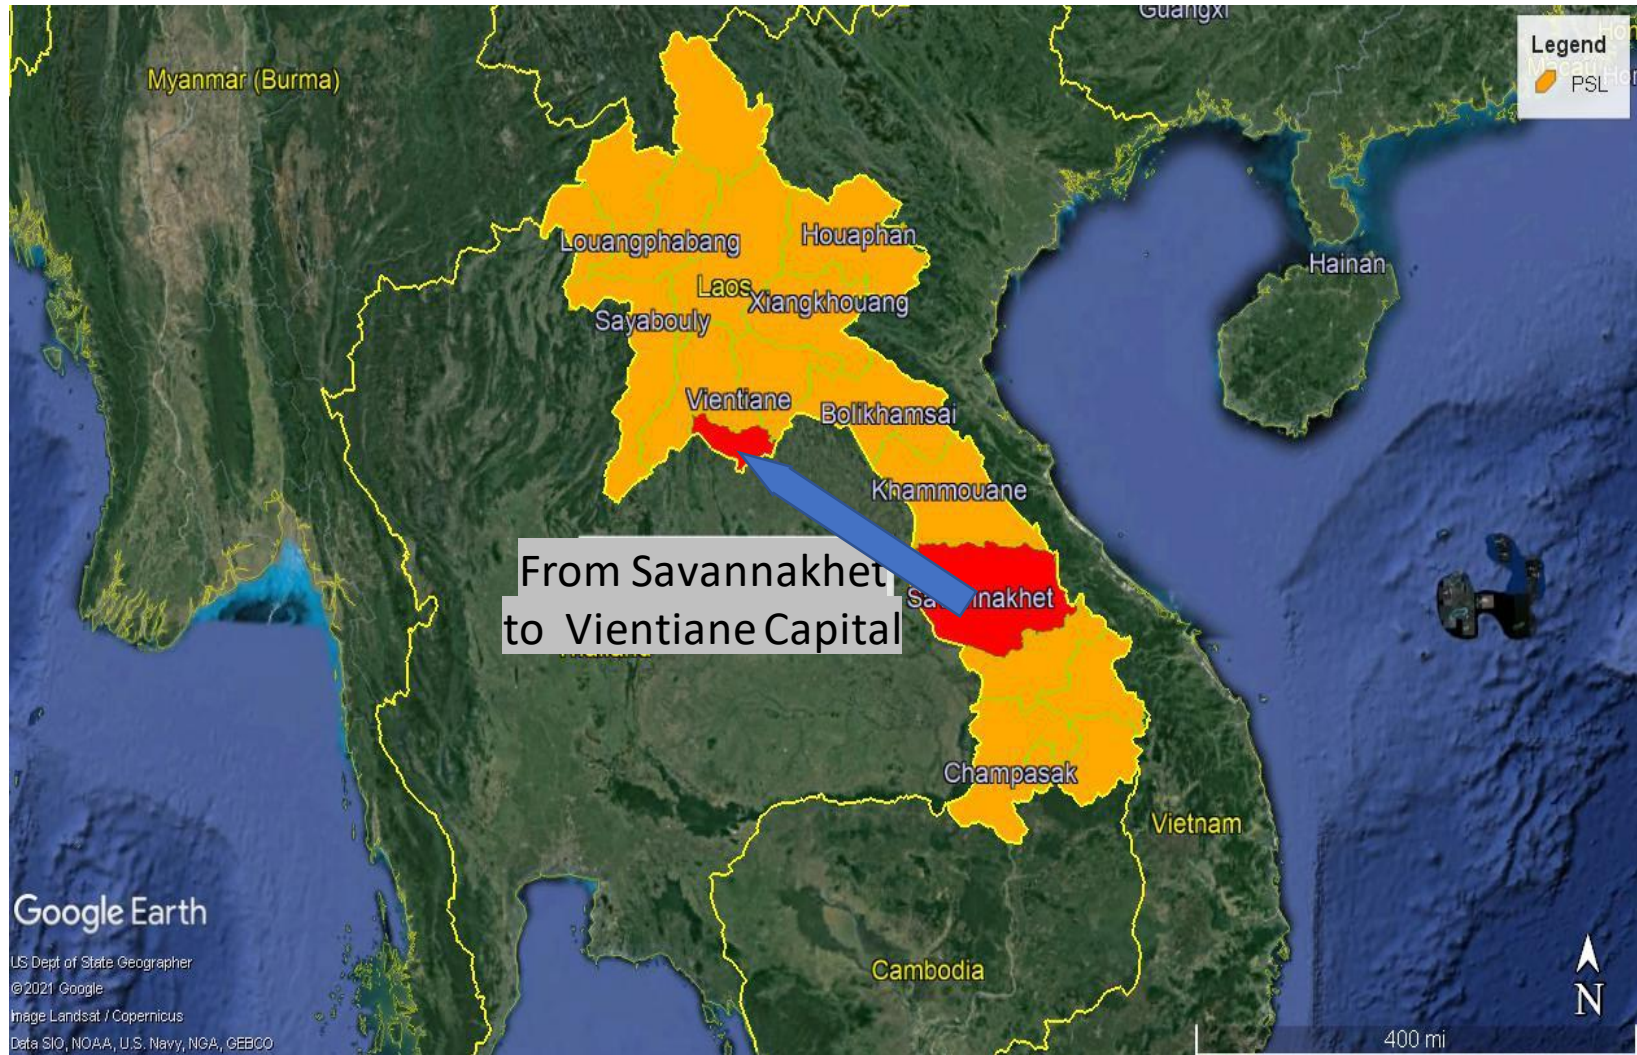 Guangxi
Legend
PSL
Macau
Myanmar (Burma)
Louangphabang
Houaphan
Hainan
Laos
Xiangkhouang
Sayabouly
Vientiane
Bolikhamsai
Khammouane
From Savannakhet
to Vientiane Capital
Champasak
Vietnam
Google Earth
US Dept of State Geographer
©2021 Google
Image Landsat / Copernicus
Data SIO, NOAA, U.S. Navy, NGA, GEBCO
Cambodia
N
400 mi